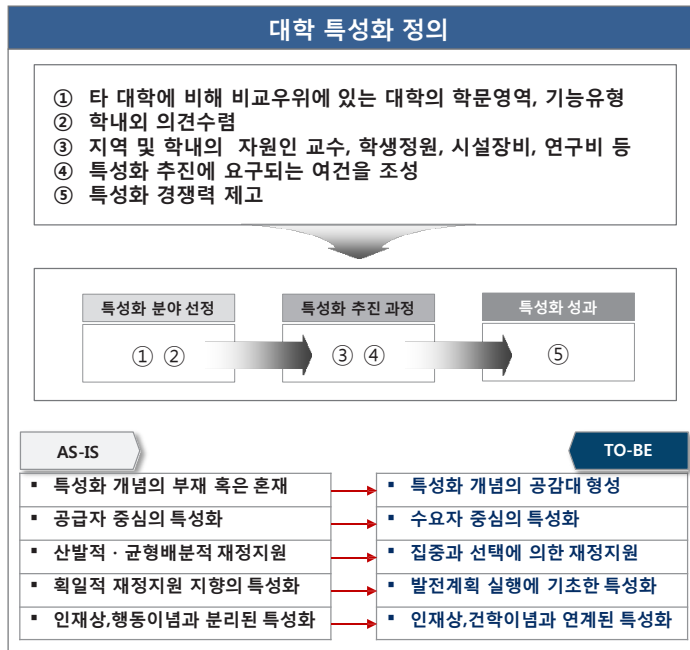 대학 특성화 정의
① 타 대학에 비해 비교우위에 있는 대학의 학문영역, 기능유형
② 학내외 의견수렴
③ 지역 및 학내의 자원인 교수, 학생정원, 시설장비, 연구비 등
④ 특성화 추진에 요구되는 여건을 조성
⑤ 특성화 경쟁력 제고
특성화 분야 선정 특성화 추진 과정 특성화 성과
① ② ③ ④ ⑤
AS-IS TO-BE
▪ 특성화 개념의 부재 혹은 혼재 ▪ 특성화 개념의 공감대 형성
▪ 공급자 중심의 특성화 ▪ 수요자 중심의 특성화
▪ 산발적 · 균형배분적 재정지원 ▪ 집중과 선택에 의한 재정지원
▪ 획일적 재정지원 지향의 특성화 ▪ 발전계획 실행에 기초한 특성화
▪ 인재상,행동이념과 분리된 특성화 ▪ 인재상,건학이념과 연계된 특성화